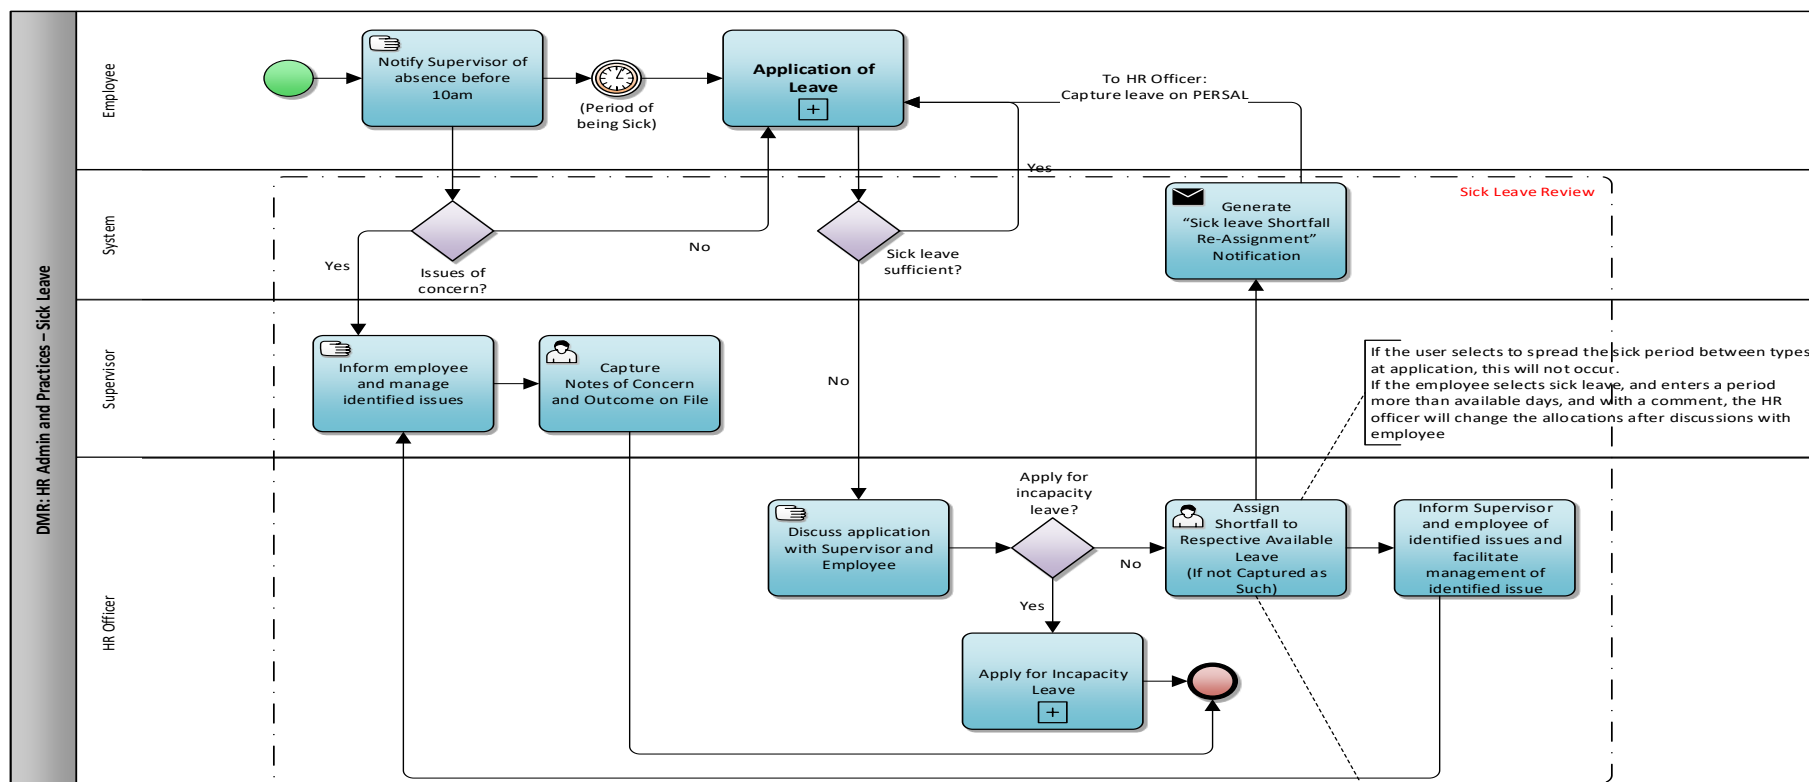 DMR: HR Admin and Practices – Sick Leave
Employee
Notify Supervisor of
absence before
10am
(Period of
being Sick)
Application of
Leave
To HR Officer:
Capture leave on PERSAL
System
Issues of
concern?
Yes
No
Sick leave
sufficient?
Yes
No
Generate
“Sick leave Shortfall
Re-Assignment”
Notification
Sick Leave Review
Supervisor
Inform employee
and manage
identified issues
Capture
Notes of Concern
and Outcome on File
If the user selects to spread the sick period between types
at application, this will not occur.
If the employee selects sick leave, and enters a period
more than available days, and with a comment, the HR
officer will change the allocations after discussions with
employee
HR Officer
Discuss application
with Supervisor and
Employee
Apply for
incapacity
leave?
No
Yes
Assign
Shortfall to
Respective Available
Leave
(If not Captured as
Such)
Inform Supervisor
and employee of
identified issues and
facilitate
management of
identified issue
Apply for Incapacity
Leave